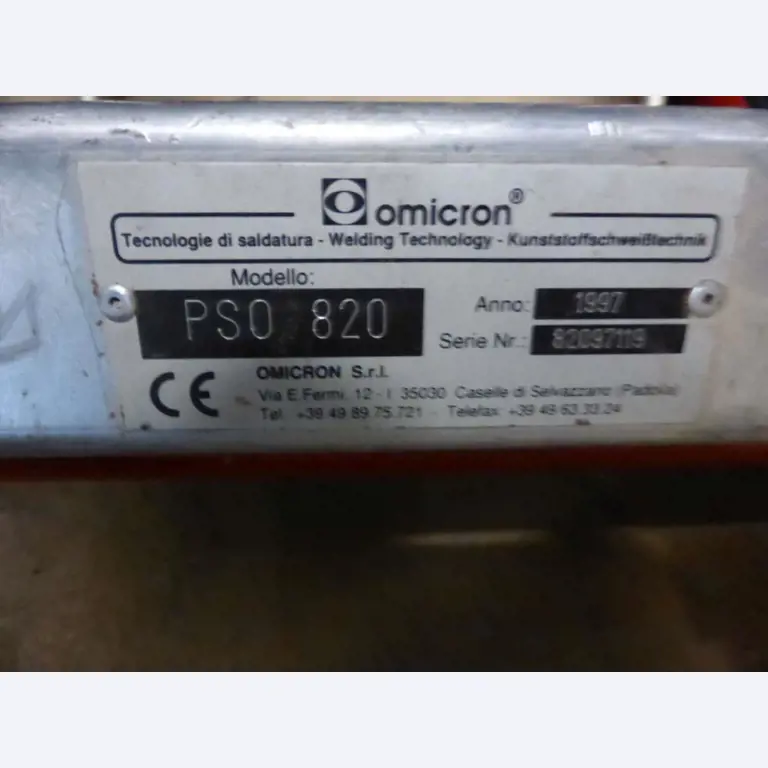 omicron®
Tecnologie di saldatura - Welding Technology - Kunststoffschweißtechnik
Modello:
PSO 820
Anno: 1997
Serie Nr.: 82097119
CE
OMICRON S.r.l.
Via E.Fermi, 12 - I 35030 Caselle di Selvazzano (Padova)
Tel. +39 49 89.75.721 - Telefax +39 49 63.33.24